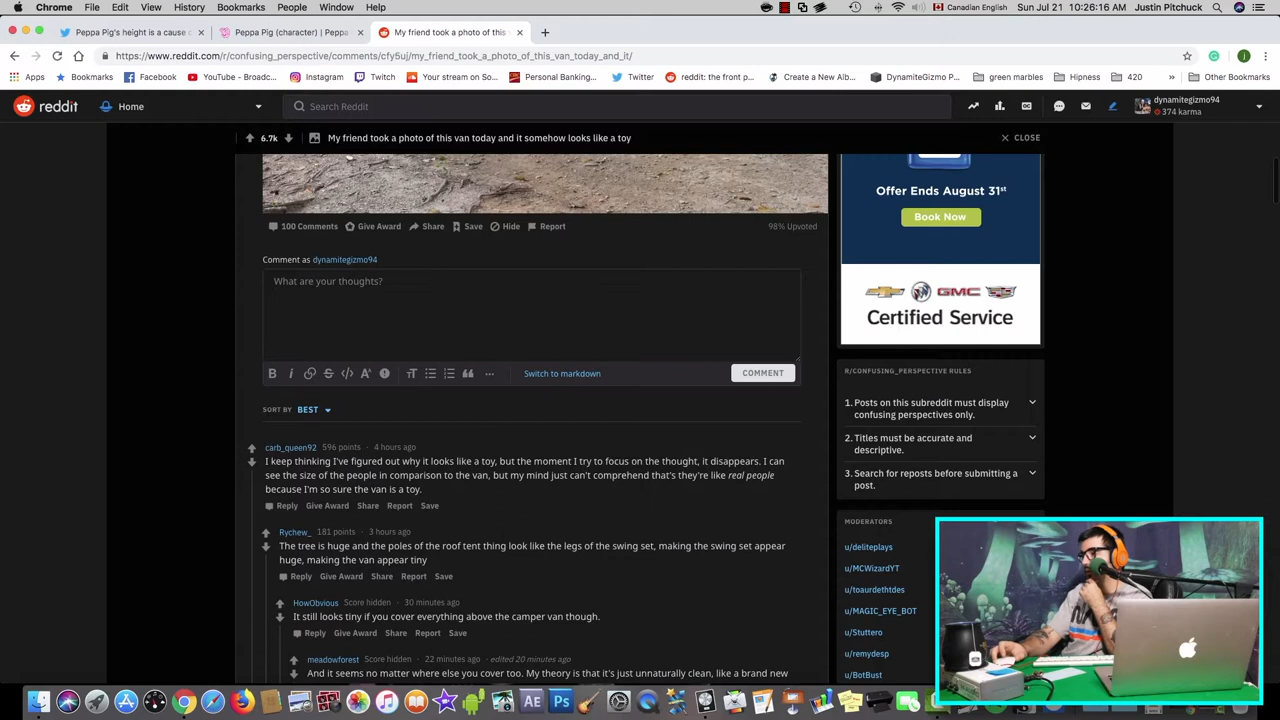 Chrome File Edit View History Bookmarks People Window Help Canadian English Sun Jul 21 10:26:16 AM Justin Pitchuck
Peppa Pig's height is a cause c Peppa Pig (character) | Peppa My friend took a photo of this
https://www.reddit.com/r/confusing_perspective/comments/cfy5uj/my_friend_took_a_photo_of_this_van_today_and_it/
Apps Bookmarks Facebook YouTube - Broadc... Instagram Twitch Your stream on So... Personal Banking... Twitter reddit: the front p... Create a New Alb... DynamiteGizmo P... green marbles Hipness 420 » Other Bookmarks
reddit Home Search Reddit dynamitegizmo94
374 karma
6.7k My friend took a photo of this van today and it somehow looks like a toy CLOSE
Offer Ends August 31st
Book Now
100 Comments Give Award Share Save Hide Report 98% Upvoted
Comment as dynamitegizmo94
What are your thoughts?
GMC
Certified Service
Switch to markdown COMMENT
R/CONFUSING_PERSPECTIVE RULES
1. Posts on this subreddit must display
confusing perspectives only.
2. Titles must be accurate and
descriptive.
3. Search for reposts before submitting a
post.
SORT BY BEST
carb_queen92 596 points · 4 hours ago
I keep thinking I've figured out why it looks like a toy, but the moment I try to focus on the thought, it disappears. I can
see the size of the people in comparison to the van, but my mind just can't comprehend that's they're like real people
because I'm so sure the van is a toy.
Reply Give Award Share Report Save
Rychew_ 181 points · 3 hours ago
The tree is huge and the poles of the roof tent thing look like the legs of the swing set, making the swing set appear
huge, making the van appear tiny
Reply Give Award Share Report Save
HowObvious Score hidden · 30 minutes ago
It still looks tiny if you cover everything above the camper van though.
Reply Give Award Share Report Save
meadowforest Score hidden · 22 minutes ago · edited 20 minutes ago
And it seems no matter where else you cover too. My theory is that it's just unnaturally clean, like a brand new
MODERATORS
u/deliteplays
u/MCWizardYT
u/toaurdethtdes
u/MAGIC_EYE_BOT
u/Stuttero
u/remydesp
u/BotBust